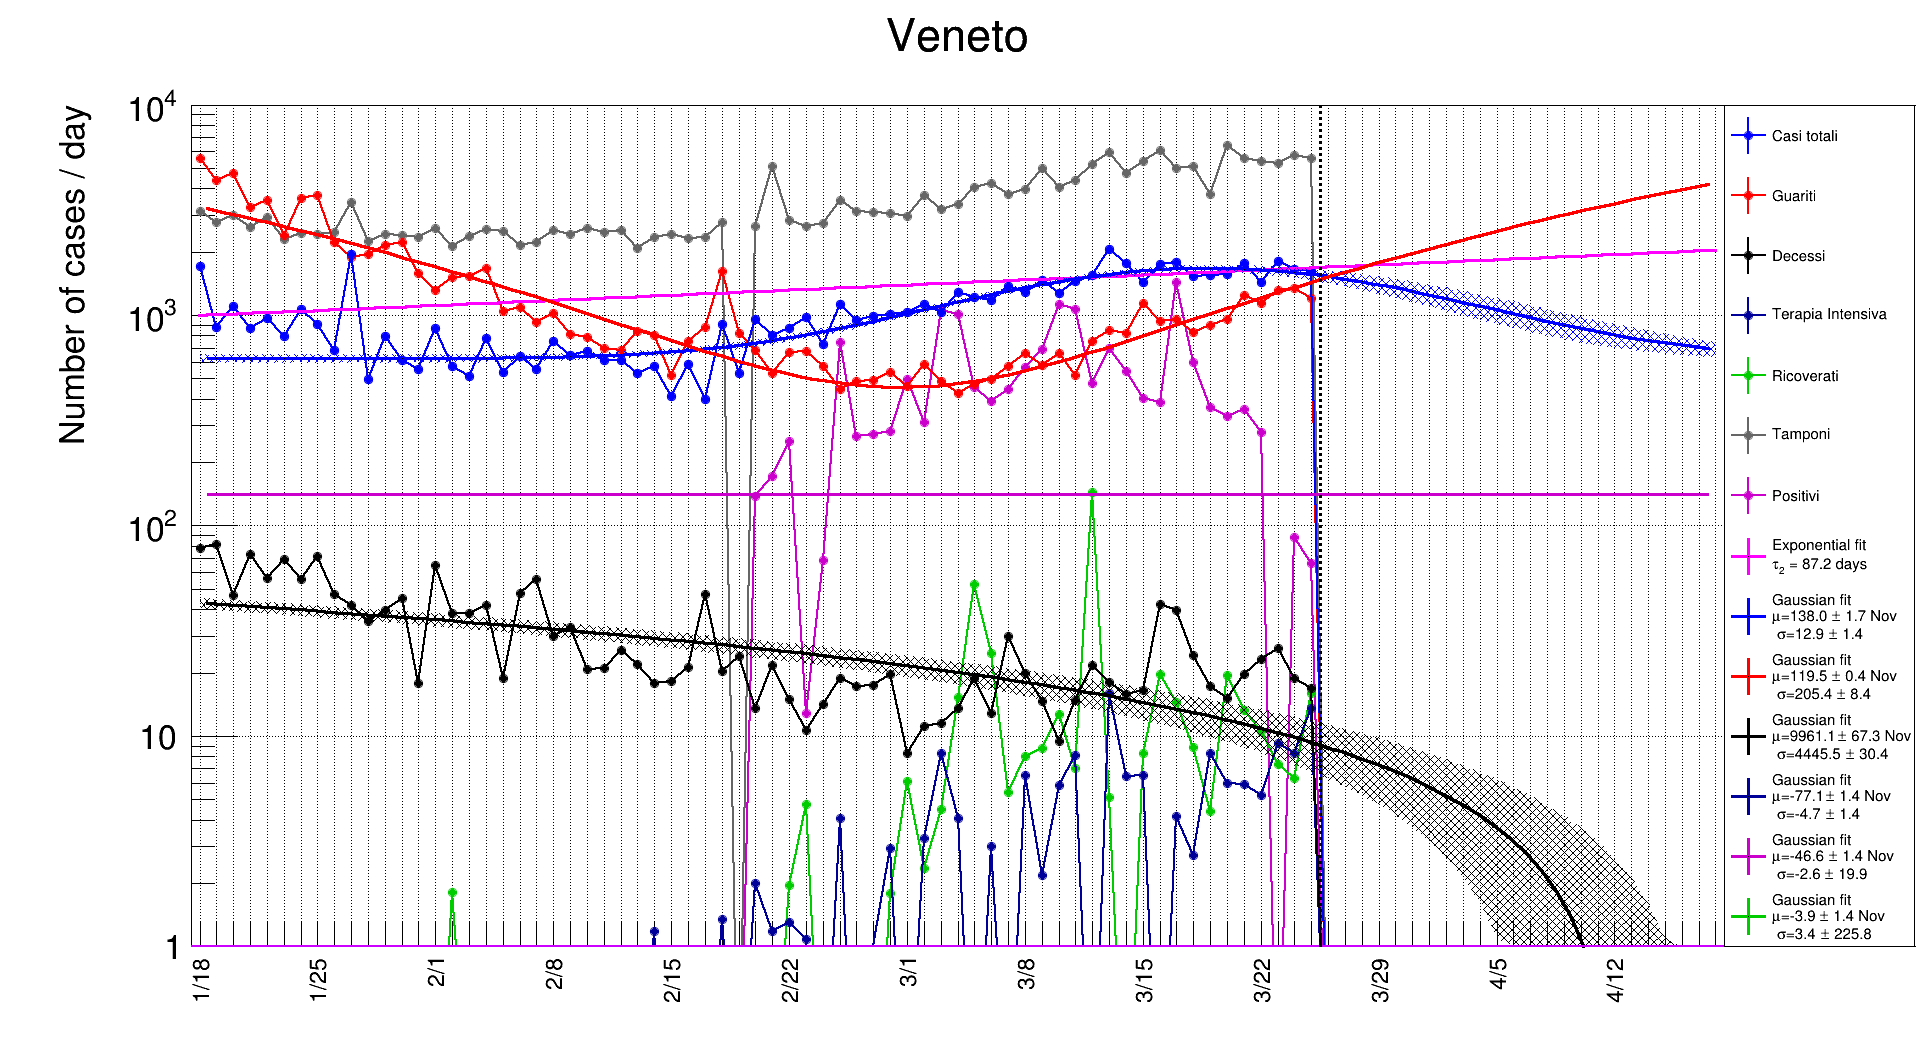 Veneto
Number of cases / day
10⁴
10³
10²
10
1
1/18
1/25
2/1
2/8
2/15
2/22
3/1
3/8
3/15
3/22
3/29
4/5
4/12
Casi totali
Guariti
Decessi
Terapia Intensiva
Ricoverati
Tamponi
Positivi
Exponential fit
τ₂ = 87.2 days
Gaussian fit
μ=138.0 ± 1.7 Nov
σ=12.9 ± 1.4
Gaussian fit
μ=119.5 ± 0.4 Nov
σ=205.4 ± 8.4
Gaussian fit
μ=9961.1 ± 67.3 Nov
σ=4445.5 ± 30.4
Gaussian fit
μ=-77.1 ± 1.4 Nov
σ=-4.7 ± 1.4
Gaussian fit
μ=-46.6 ± 1.4 Nov
σ=-2.6 ± 19.9
Gaussian fit
μ=-3.9 ± 1.4 Nov
σ=3.4 ± 225.8